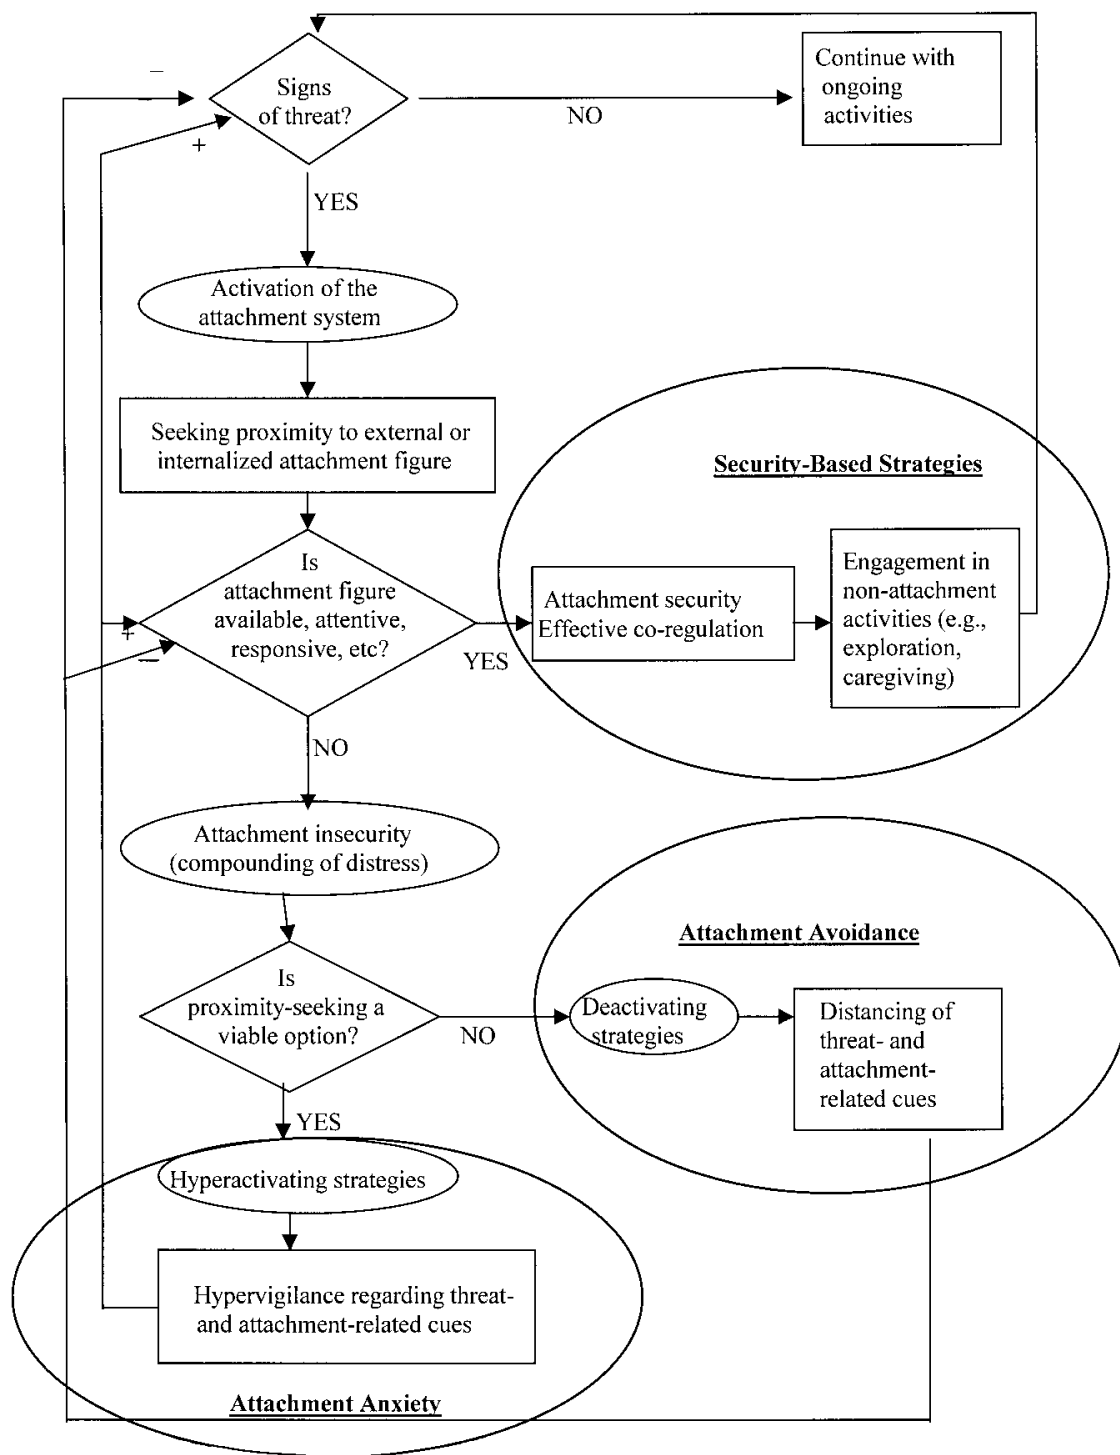 Signs
of threat?
NO
Continue with
ongoing
activities
−
−
+
YES
Activation of the
attachment system
Seeking proximity to external or
internalized attachment figure
Security-Based Strategies
Is
attachment figure
available, attentive,
responsive, etc?
+
−
YES
Attachment security
Effective co-regulation
Engagement in
non-attachment
activities (e.g.,
exploration,
caregiving)
NO
Attachment insecurity
(compounding of distress)
Attachment Avoidance
Is
proximity-seeking a
viable option?
NO
Deactivating
strategies
Distancing of
threat- and
attachment-
related cues
YES
Hyperactivating strategies
Hypervigilance regarding threat-
and attachment-related cues
Attachment Anxiety